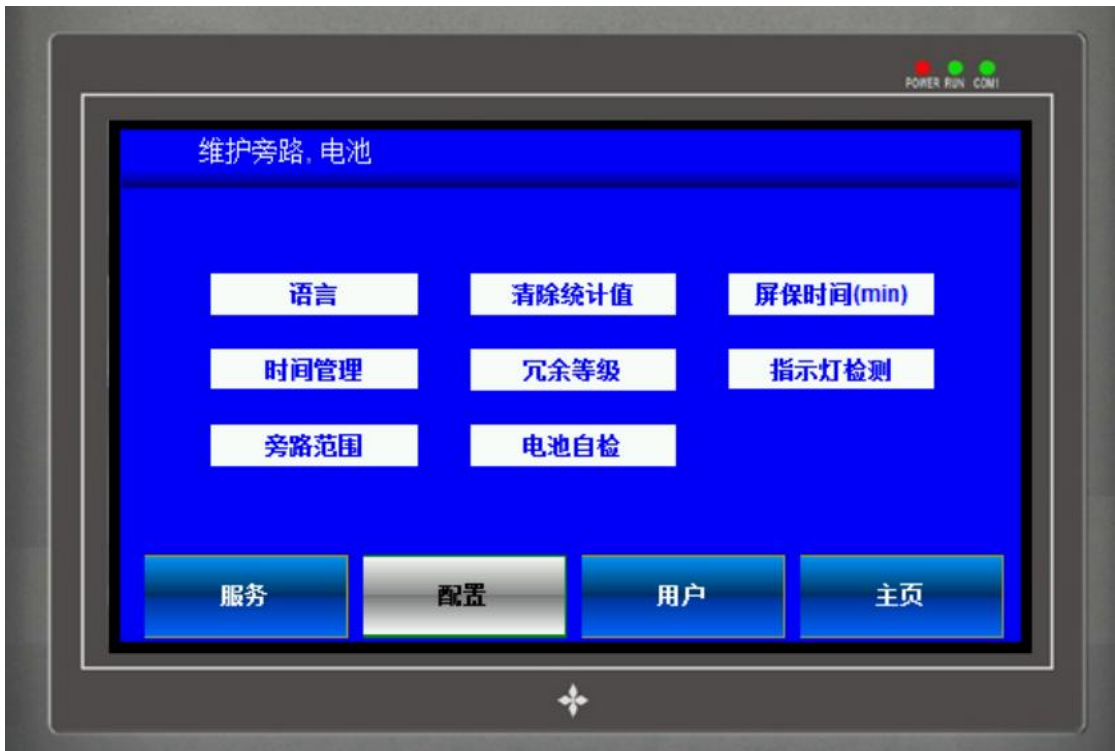 POWER RUN COM1
维护旁路, 电池
语言 清除统计值 屏保时间(min)
时间管理 冗余等级 指示灯检测
旁路范围 电池自检
服务 配置 用户 主页